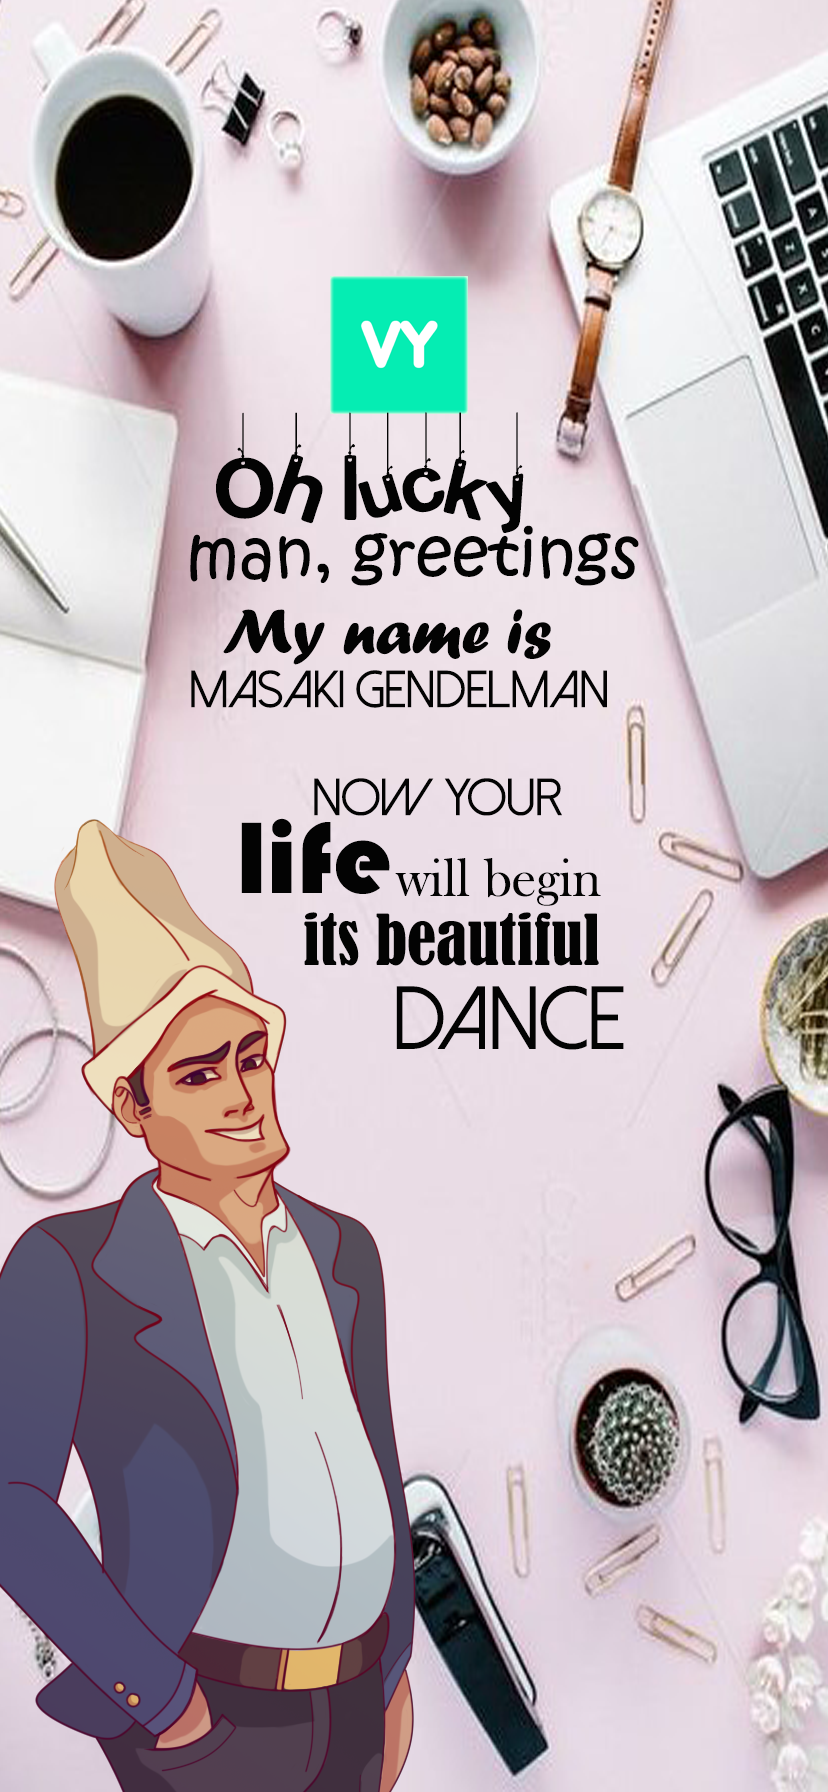 VY
Oh lucky
man, greetings
My name is
MASAKI GENDELMAN
NOW YOUR
life will begin
its beautiful
DANCE